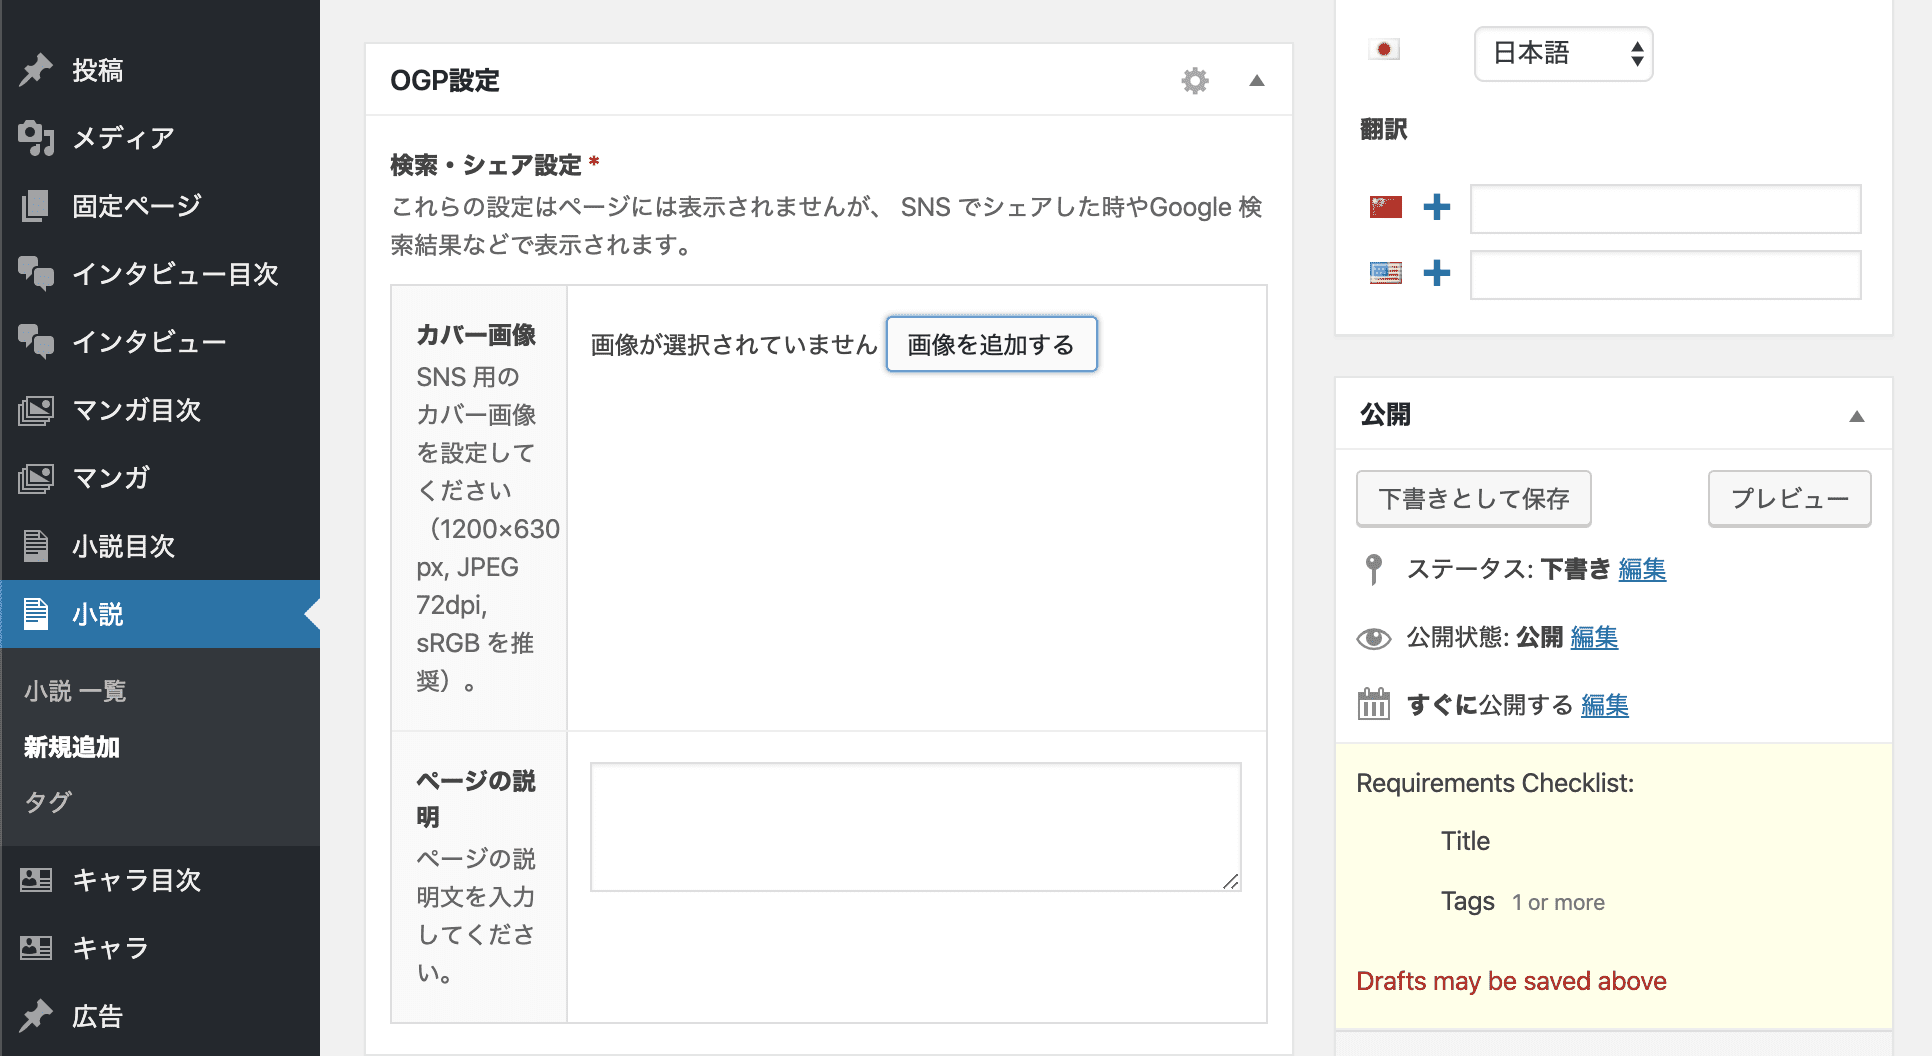 投稿
メディア
固定ページ
インタビュー目次
インタビュー
マンガ目次
マンガ
小説目次
小説
小説 一覧
新規追加
タグ
キャラ目次
キャラ
広告
OGP設定
検索・シェア設定 *
これらの設定はページには表示されませんが、 SNS でシェアした時やGoogle 検
索結果などで表示されます。
カバー画像
SNS 用の
カバー画像
を設定して
ください
（1200×630
px, JPEG
72dpi,
sRGB を推
奨）。
画像が選択されていません 画像を追加する
ページの説
明
ページの説
明文を入力
してくださ
い。
日本語
翻訳
公開
下書きとして保存 プレビュー
ステータス: 下書き 編集
公開状態: 公開 編集
すぐに公開する 編集
Requirements Checklist:
Title
Tags 1 or more
Drafts may be saved above